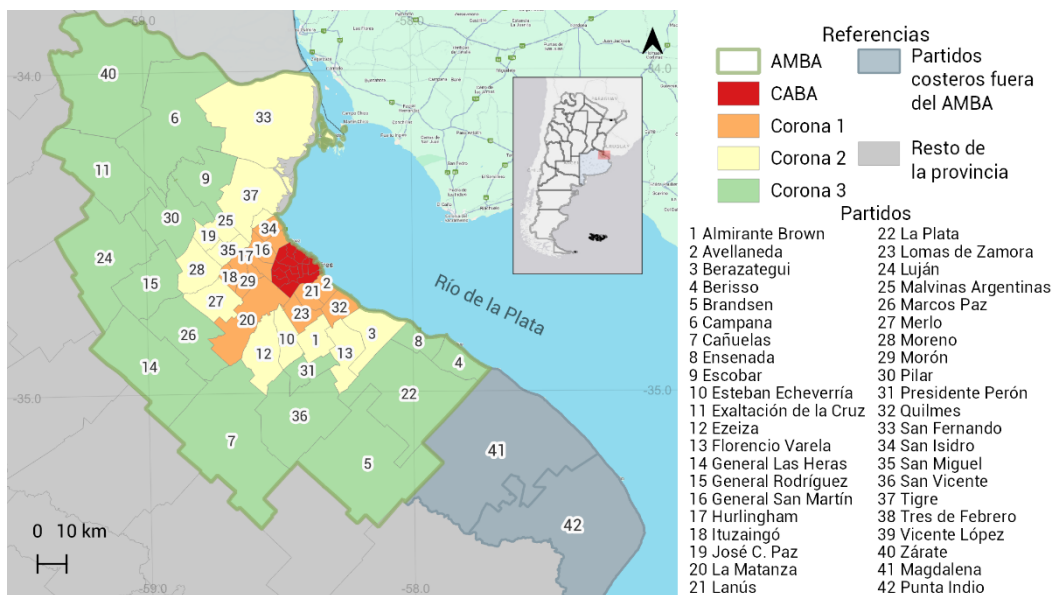 -59.0
-58.0
-34.0
-34.0
40
6
33
11
9
37
30
25
34
19
35
17
16
24
28
18
29
15
27
21
2
20
23
32
26
10
1
3
12
13
8
14
31
4
22
36
7
5
41
42
Río de la Plata
-35.0
-35.0
-59.0
-58.0
0 10 km
Referencias
AMBA
CABA
Corona 1
Corona 2
Corona 3
Partidos
costeros fuera
del AMBA
Resto de
la provincia
Partidos
1 Almirante Brown
2 Avellaneda
3 Berazategui
4 Berisso
5 Brandsen
6 Campana
7 Cañuelas
8 Ensenada
9 Escobar
10 Esteban Echeverría
11 Exaltación de la Cruz
12 Ezeiza
13 Florencio Varela
14 General Las Heras
15 General Rodríguez
16 General San Martín
17 Hurlingham
18 Ituzaingó
19 José C. Paz
20 La Matanza
21 Lanús
22 La Plata
23 Lomas de Zamora
24 Luján
25 Malvinas Argentinas
26 Marcos Paz
27 Merlo
28 Moreno
29 Morón
30 Pilar
31 Presidente Perón
32 Quilmes
33 San Fernando
34 San Isidro
35 San Miguel
36 San Vicente
37 Tigre
38 Tres de Febrero
39 Vicente López
40 Zárate
41 Magdalena
42 Punta Indio